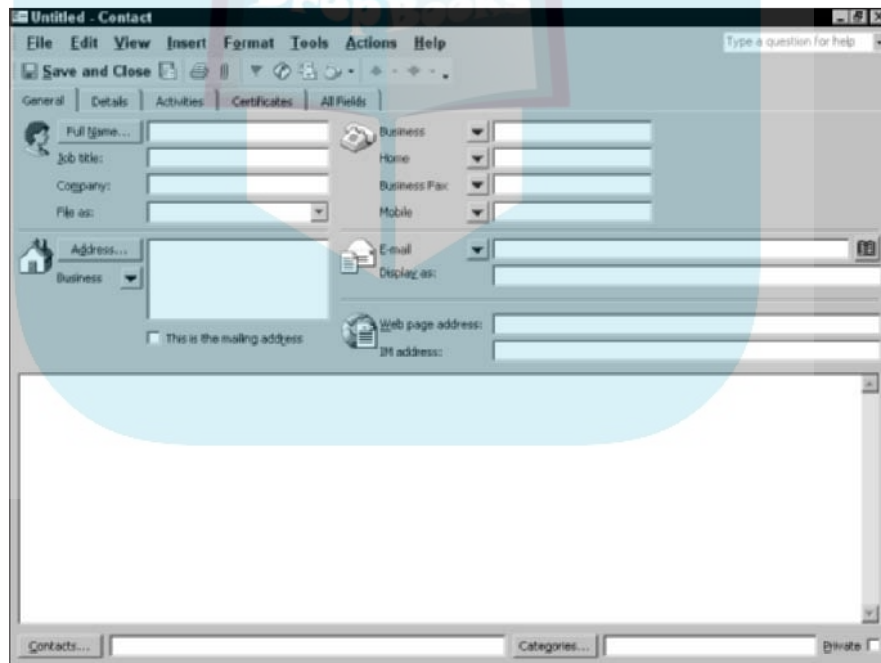 Untitled - Contact
File Edit View Insert Format Tools Actions Help
Type a question for help
Save and Close
General Details Activities Certificates All Fields
Full Name... Business
Job title: Home
Company: Business Fax
File as: Mobile
Address... E-mail
Business Display as:
This is the mailing address
Web page address:
IM address:
Contacts... Categories... Private